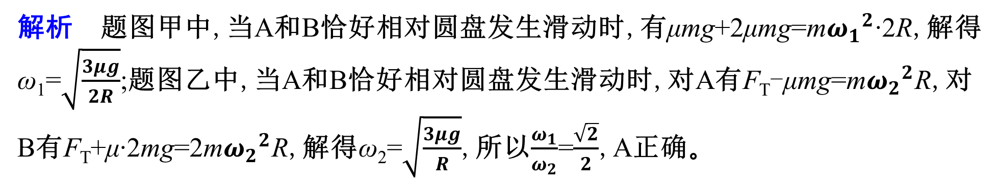 解析　题图甲中, 当A和B恰好相对圆盘发生滑动时, 有μmg+2μmg=mω₁²·2R, 解得
ω₁=√(3μg/2R);题图乙中, 当A和B恰好相对圆盘发生滑动时, 对A有F_T−μmg=mω₂²R, 对
B有F_T+μ·2mg=2mω₂²R, 解得ω₂=√(3μg/R), 所以ω₁/ω₂=√2/2, A正确。